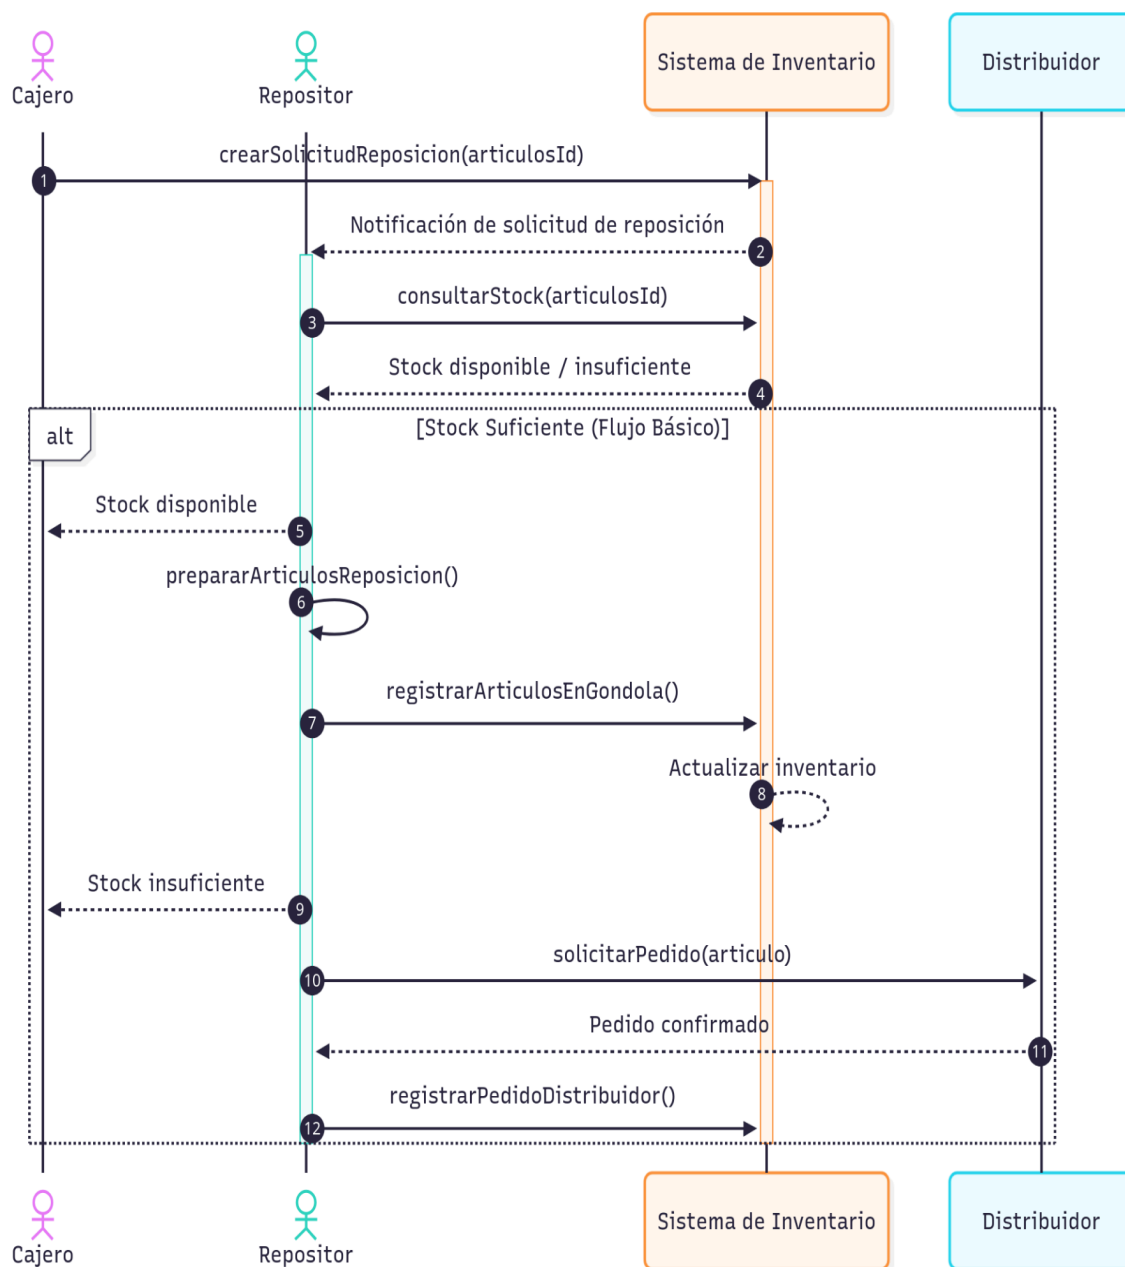 Cajero
Repositor
Sistema de Inventario
Distribuidor
crearSolicitudReposicion(articulosId)
1
Notificación de solicitud de reposición
2
consultarStock(articulosId)
3
Stock disponible / insuficiente
4
alt
[Stock Suficiente (Flujo Básico)]
Stock disponible
5
prepararArticulosReposicion()
6
registrarArticulosEnGondola()
7
Actualizar inventario
8
Stock insuficiente
9
solicitarPedido(articulo)
10
Pedido confirmado
11
registrarPedidoDistribuidor()
12
Cajero
Repositor
Sistema de Inventario
Distribuidor